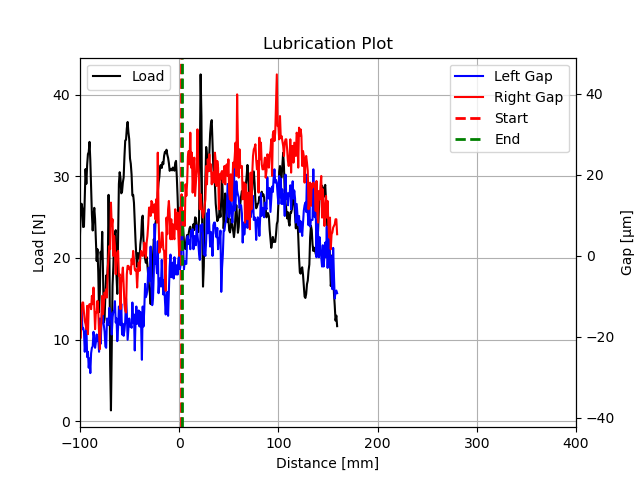 Lubrication Plot
Load
Left Gap
Right Gap
Start
End
40
30
20
10
0
Load [N]
40
20
0
−20
−40
Gap [µm]
−100 0 100 200 300 400
Distance [mm]